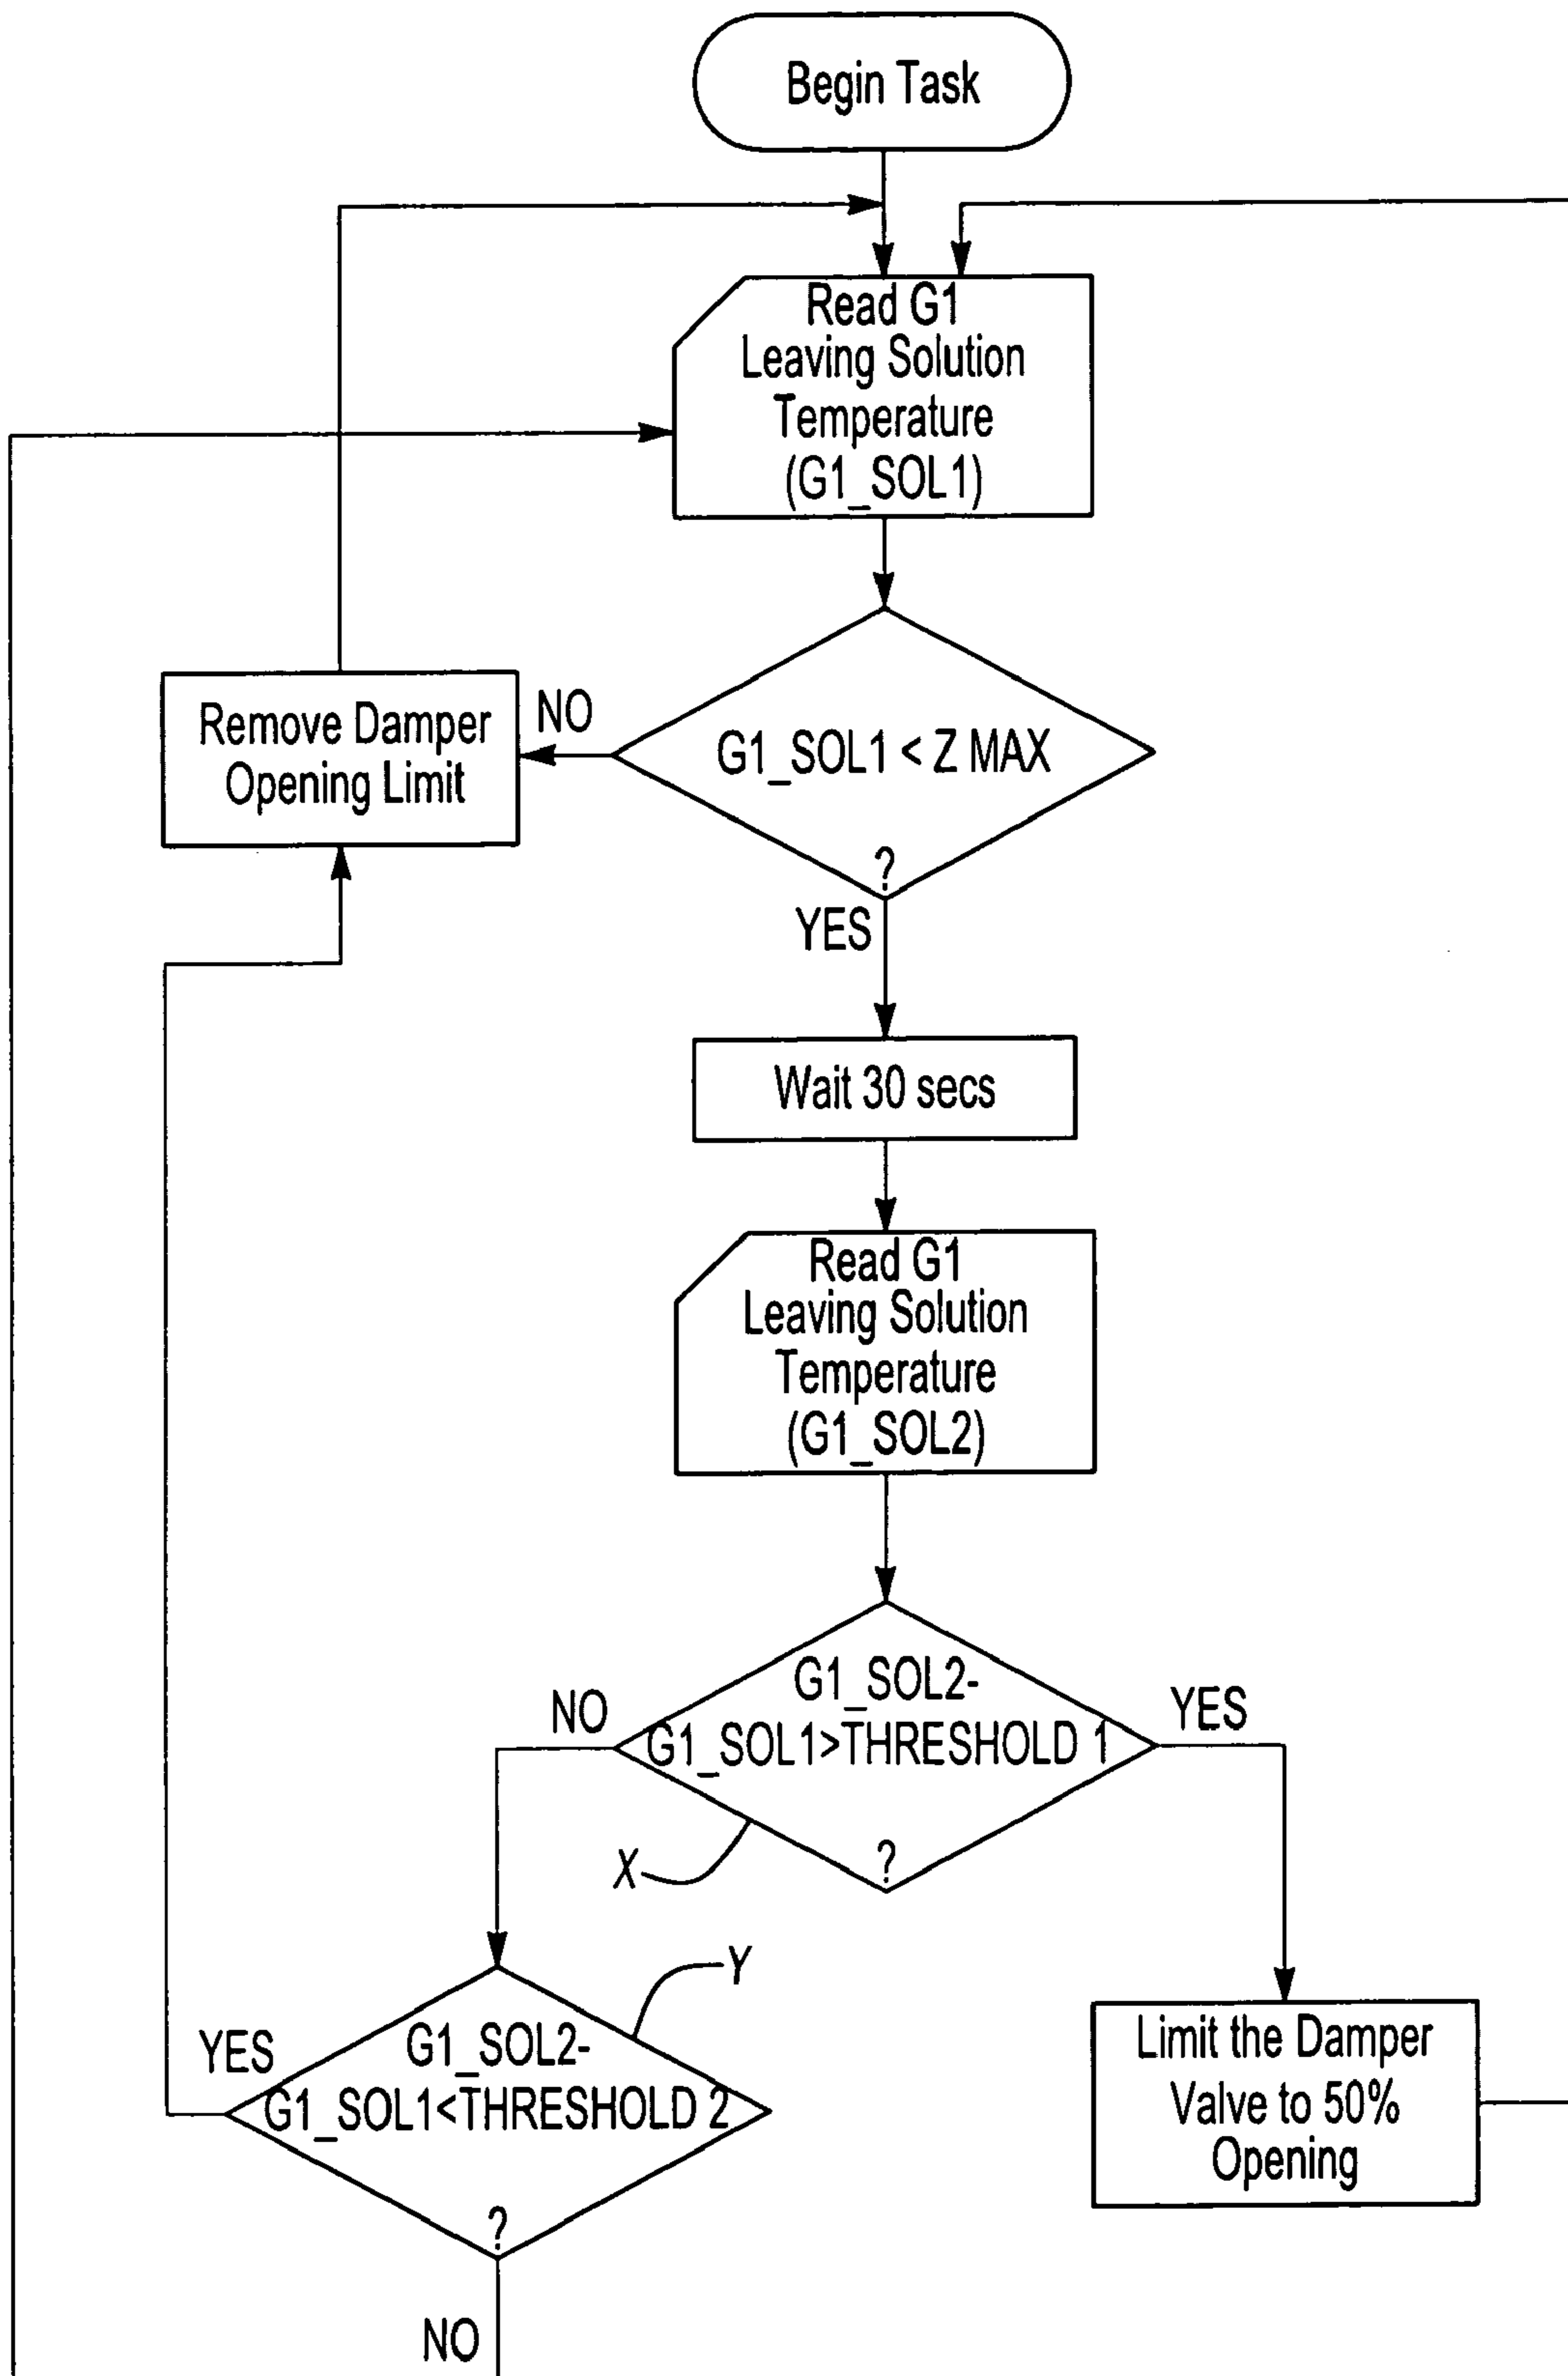 Begin Task
Read G1
Leaving Solution
Temperature
(G1_SOL1)
Remove Damper
Opening Limit
NO
G1_SOL1 < Z MAX
?
YES
Wait 30 secs
Read G1
Leaving Solution
Temperature
(G1_SOL2)
G1_SOL2-
G1_SOL1>THRESHOLD 1
?
NO
YES
X
Y
YES
G1_SOL2-
G1_SOL1<THRESHOLD 2
?
NO
Limit the Damper
Valve to 50%
Opening